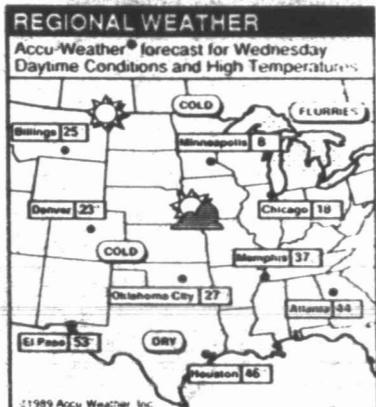 REGIONAL WEATHER
Accu-Weather® forecast for Wednesday
Daytime Conditions and High Temperatures
COLD
FLURRIES
Billings 25
Minneapolis 8
Denver 23°
Chicago 18
COLD
Memphis 37
Oklahoma City 27
Atlanta 44
El Paso 53°
DRY
Houston 46
©1989 Accu Weather, Inc.